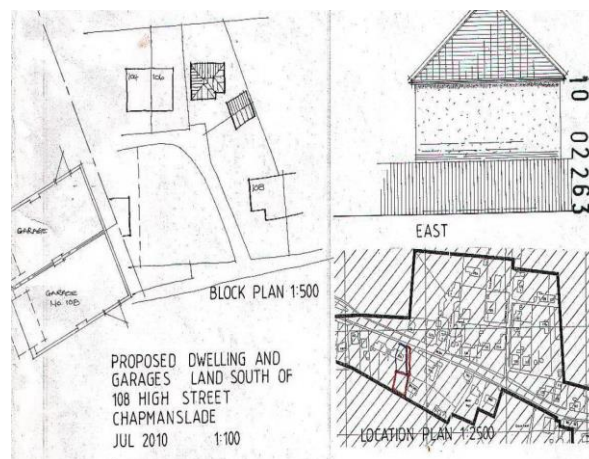 104 106
108
GARAGE
GARAGE
No. 108
BLOCK PLAN 1:500
PROPOSED DWELLING AND
GARAGES LAND SOUTH OF
108 HIGH STREET
CHAPMANSLADE
JUL 2010 1:100
EAST
10 02263
LOCATION PLAN 1:2500